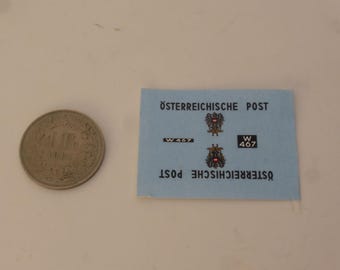 ÖSTERREICHISCHE POST
W 467
W
467
ÖSTERREICHISCHE POST